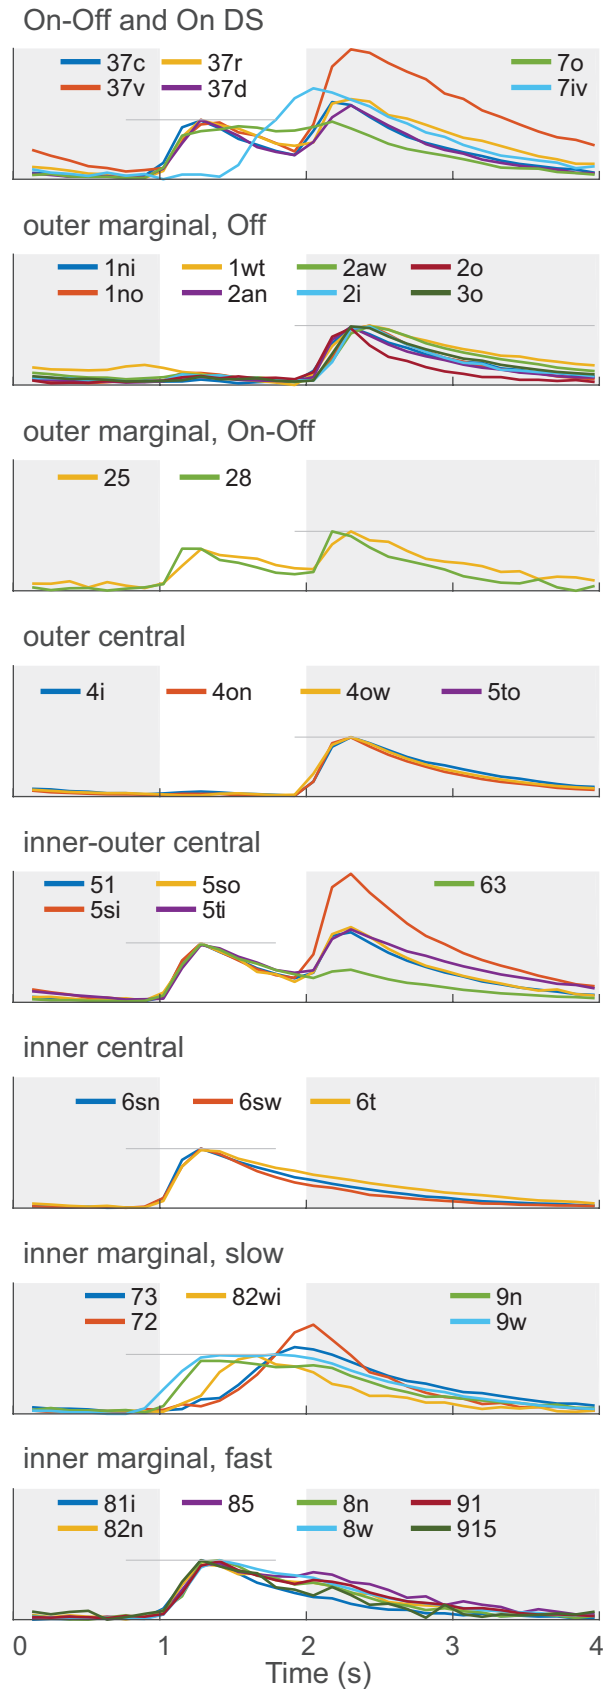 On-Off and On DS
37c 37r 7o
37v 37d 7iv
outer marginal, Off
1ni 1wt 2aw 2o
1no 2an 2i 3o
outer marginal, On-Off
25 28
outer central
4i 4on 4ow 5to
inner-outer central
51 5so 63
5si 5ti
inner central
6sn 6sw 6t
inner marginal, slow
73 82wi 9n
72 9w
inner marginal, fast
81i 85 8n 91
82n 8w 915
0 1 2 3 4
Time (s)